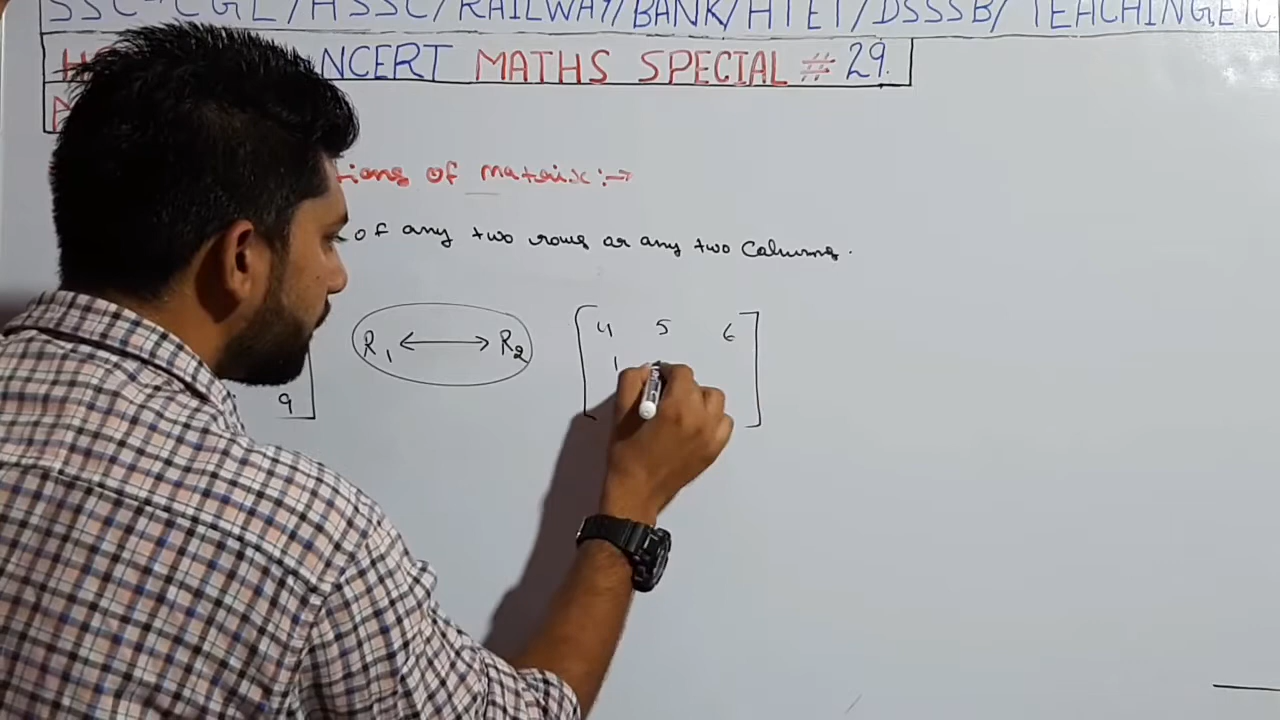 SSC-CGL/HSSC/RAILWAY/BANK/HTET/DSSSB/TEACHING ETC
NCERT MATHS SPECIAL # 29.
tions of matrix :→
of any two rows or any two columns.
R1 ↔ R2
4 5 6
1
9